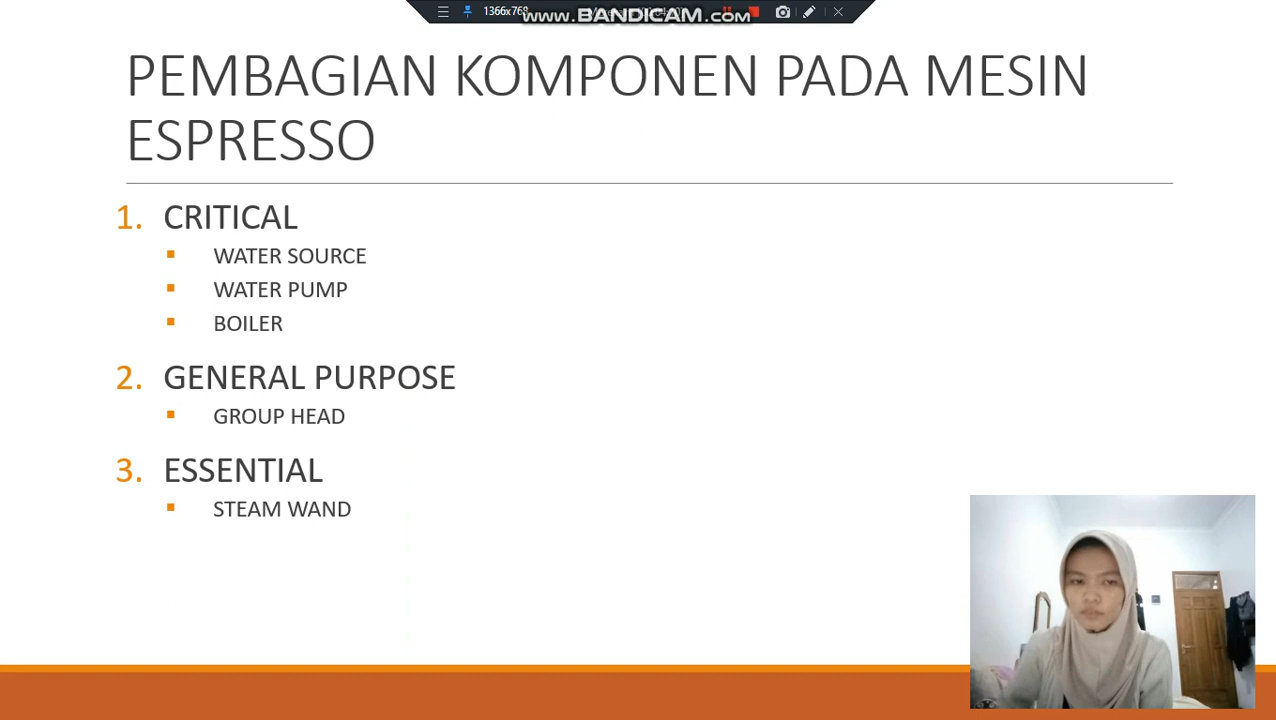 1366x768
www.BANDICAM.com
PEMBAGIAN KOMPONEN PADA MESIN
ESPRESSO
1. CRITICAL
▪ WATER SOURCE
▪ WATER PUMP
▪ BOILER
2. GENERAL PURPOSE
▪ GROUP HEAD
3. ESSENTIAL
▪ STEAM WAND